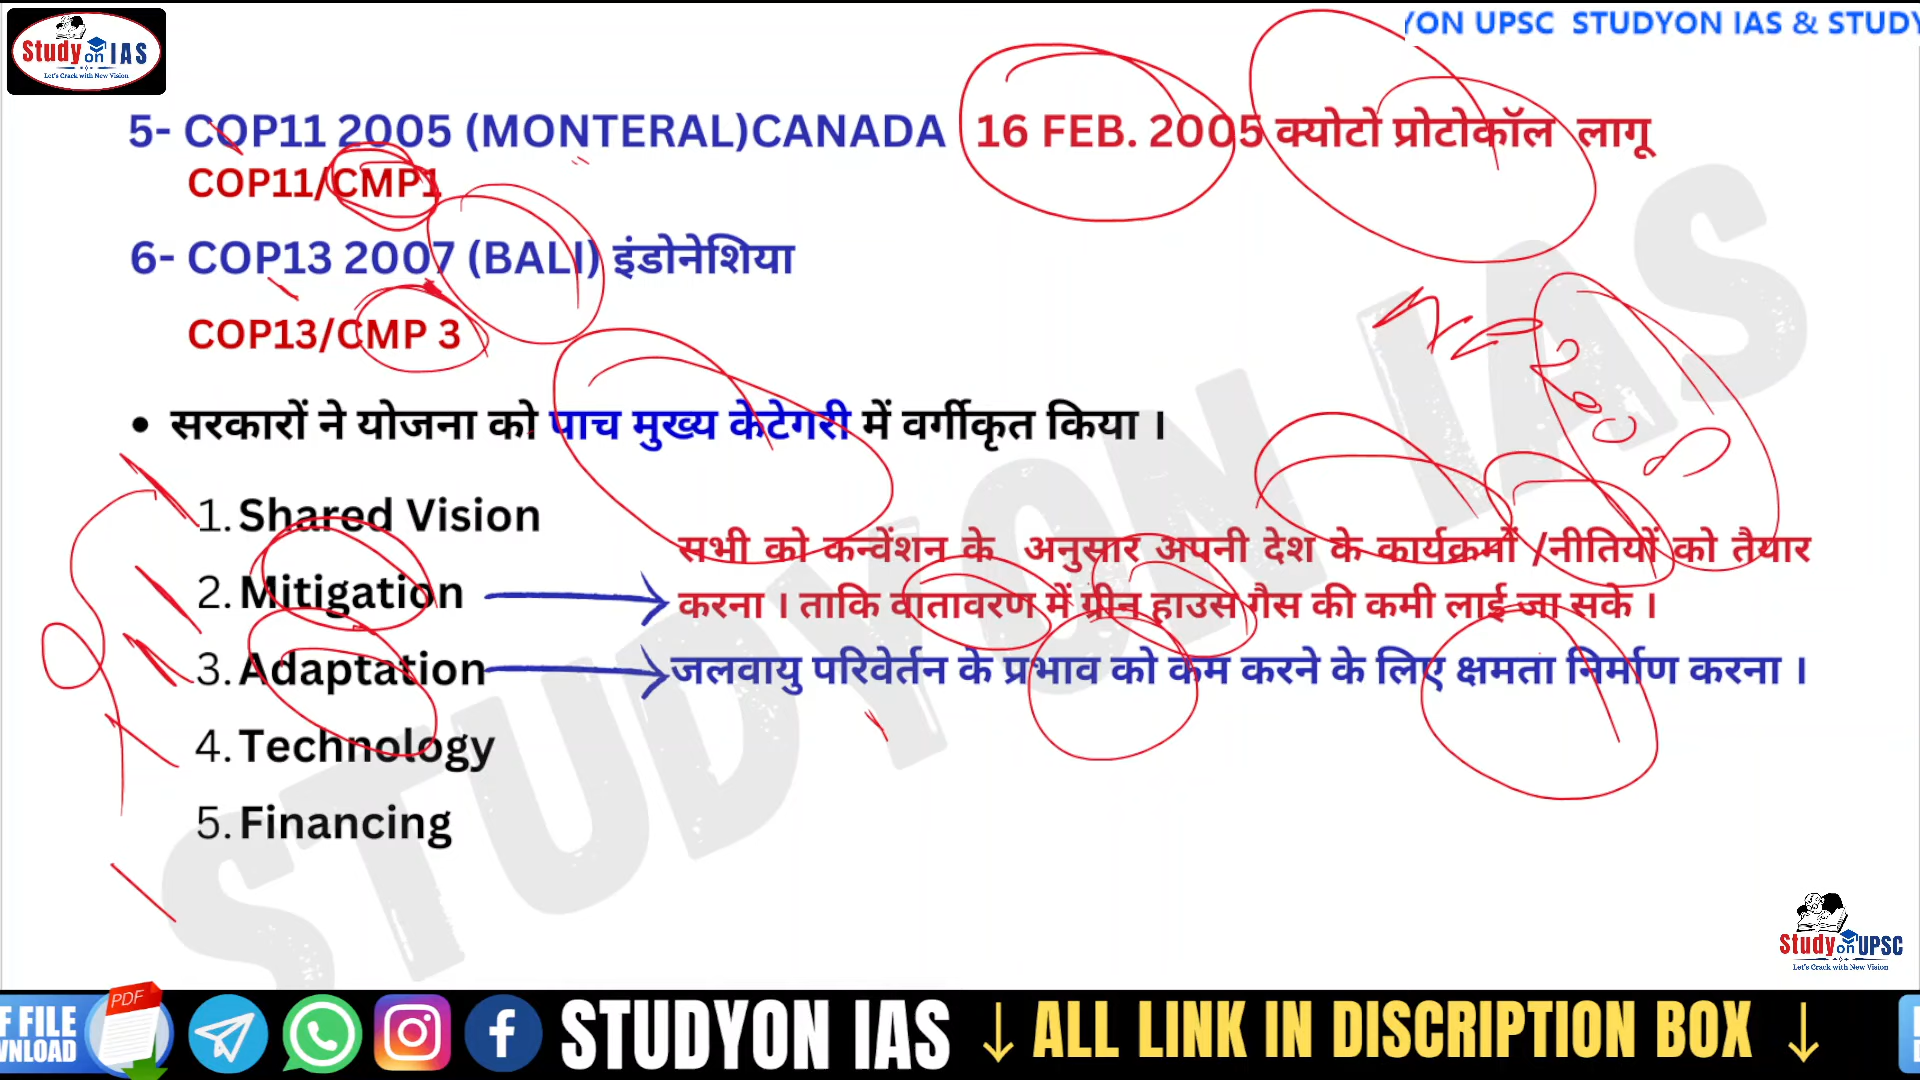 Study on IAS
Let's Crack with New Vision
YON UPSC STUDYON IAS & STUDY
5- COP11 2005 (MONTERAL)CANADA 16 FEB. 2005 क्योटो प्रोटोकॉल लागू
COP11/CMP1
6- COP13 2007 (BALI) इंडोनेशिया
COP13/CMP 3
• सरकारों ने योजना को पाच मुख्य केटेगरी में वर्गीकृत किया ।
1. Shared Vision
2. Mitigation
सभी को कन्वेंशन के अनुसार अपनी देश के कार्यक्रमों /नीतियों को तैयार
करना । ताकि वातावरण में ग्रीन हाउस गैस की कमी लाई जा सके ।
3. Adaptation
जलवायु परिवेर्तन के प्रभाव को कम करने के लिए क्षमता निर्माण करना ।
4. Technology
5. Financing
STUDYON IAS
Study on UPSC
Let's Crack with New Vision
F FILE
WNLOAD
PDF
STUDYON IAS ↓ ALL LINK IN DISCRIPTION BOX ↓